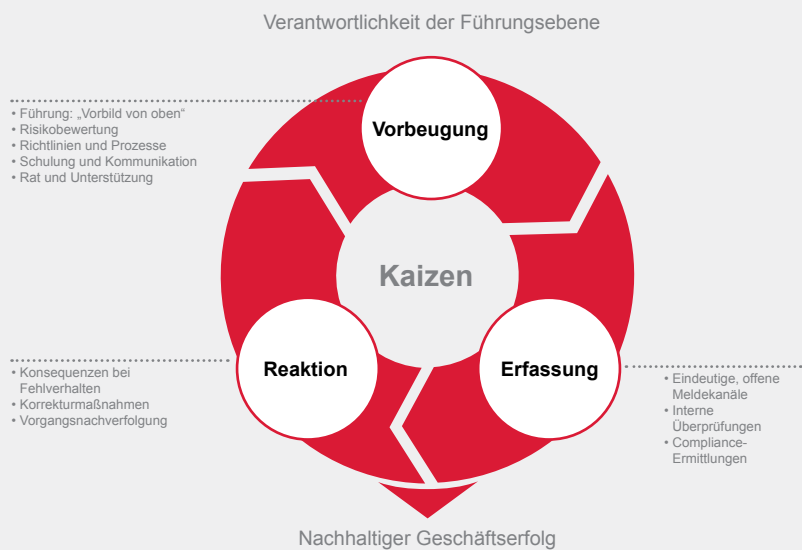 Verantwortlichkeit der Führungsebene
• Führung: „Vorbild von oben“
• Risikobewertung
• Richtlinien und Prozesse
• Schulung und Kommunikation
• Rat und Unterstützung
Vorbeugung
Kaizen
Reaktion
• Konsequenzen bei
Fehlverhalten
• Korrekturmaßnahmen
• Vorgangsnachverfolgung
Erfassung
• Eindeutige, offene
Meldekanäle
• Interne
Überprüfungen
• Compliance-
Ermittlungen
Nachhaltiger Geschäftserfolg